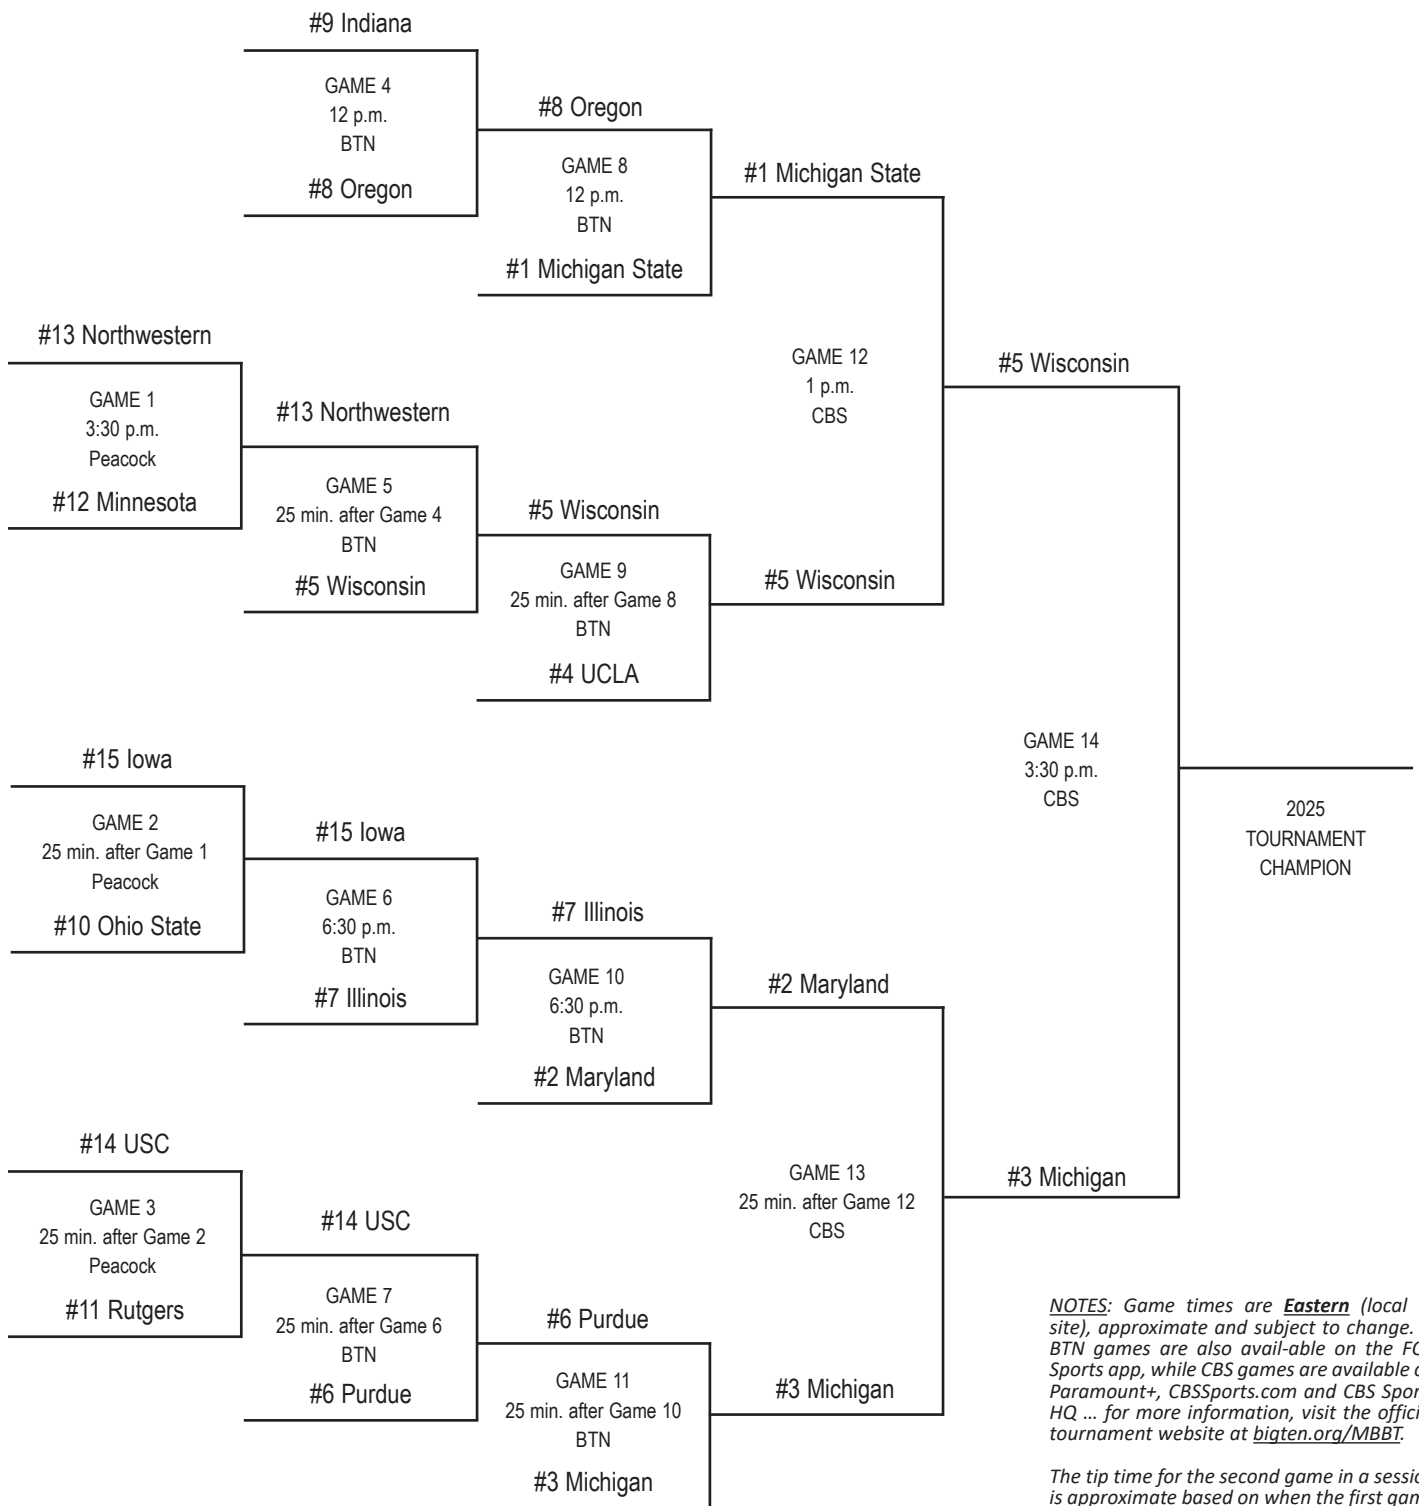 #9 Indiana
GAME 4
12 p.m.
BTN
#8 Oregon
#8 Oregon
GAME 8
12 p.m.
BTN
#1 Michigan State
#1 Michigan State
#13 Northwestern
GAME 1
3:30 p.m.
Peacock
#12 Minnesota
#13 Northwestern
GAME 5
25 min. after Game 4
BTN
#5 Wisconsin
#5 Wisconsin
GAME 9
25 min. after Game 8
BTN
#4 UCLA
#5 Wisconsin
GAME 12
1 p.m.
CBS
#5 Wisconsin
#15 Iowa
GAME 2
25 min. after Game 1
Peacock
#10 Ohio State
#15 Iowa
GAME 6
6:30 p.m.
BTN
#7 Illinois
#7 Illinois
GAME 10
6:30 p.m.
BTN
#2 Maryland
#2 Maryland
#14 USC
GAME 3
25 min. after Game 2
Peacock
#11 Rutgers
#14 USC
GAME 7
25 min. after Game 6
BTN
#6 Purdue
#6 Purdue
GAME 11
25 min. after Game 10
BTN
#3 Michigan
#3 Michigan
GAME 13
25 min. after Game 12
CBS
#3 Michigan
GAME 14
3:30 p.m.
CBS
2025
TOURNAMENT
CHAMPION
NOTES: Game times are Eastern (local
site), approximate and subject to change.
BTN games are also avail-able on the
Sports app, while CBS games are available
Paramount+, CBSSports.com and CBS
HQ ... for more information, visit the
tournament website at bigten.org/MBBT.
The tip time for the second game in a
is approximate based on when the first